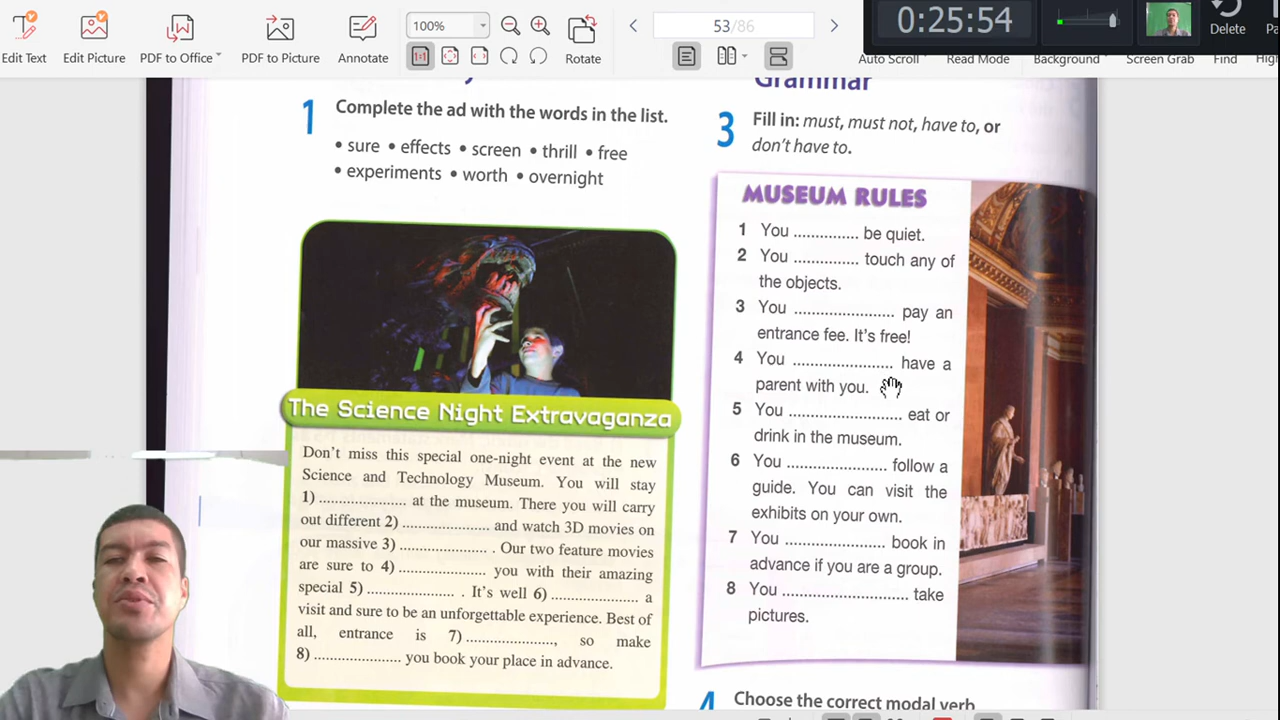 Edit Text
Edit Picture
PDF to Office
PDF to Picture
Annotate
100%
Rotate
53/86
Auto Scroll
Read Mode
Background
Screen Grab
Find
0:25:54
Delete
1 Complete the ad with the words in the list.
• sure • effects • screen • thrill • free
• experiments • worth • overnight
The Science Night Extravaganza
Don't miss this special one-night event at the new
Science and Technology Museum. You will stay
1) .................... at the museum. There you will carry
out different 2) .................... and watch 3D movies on
our massive 3) .................... . Our two feature movies
are sure to 4) .................... you with their amazing
special 5) .................... . It's well 6) .................... a
visit and sure to be an unforgettable experience. Best of
all, entrance is 7) ...................., so make
8) .................... you book your place in advance.
Grammar
3 Fill in: must, must not, have to, or
don't have to.
MUSEUM RULES
1 You ............... be quiet.
2 You ............... touch any of
the objects.
3 You ....................... pay an
entrance fee. It's free!
4 You ....................... have a
parent with you.
5 You .......................... eat or
drink in the museum.
6 You ....................... follow a
guide. You can visit the
exhibits on your own.
7 You ....................... book in
advance if you are a group.
8 You ............................. take
pictures.
4 Choose the correct modal verb